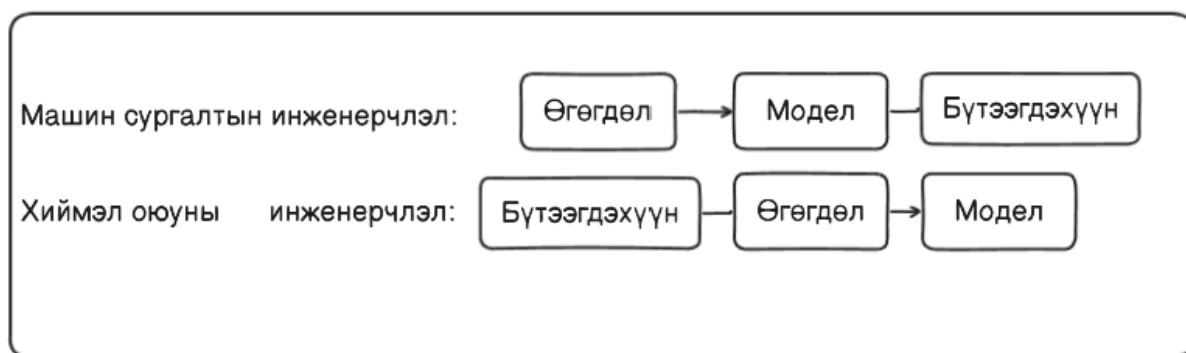 Машин сургалтын инженерчлэл: Өгөгдөл Модел Бүтээгдэхүүн
Хиймэл оюуны инженерчлэл: Бүтээгдэхүүн Өгөгдөл Модел